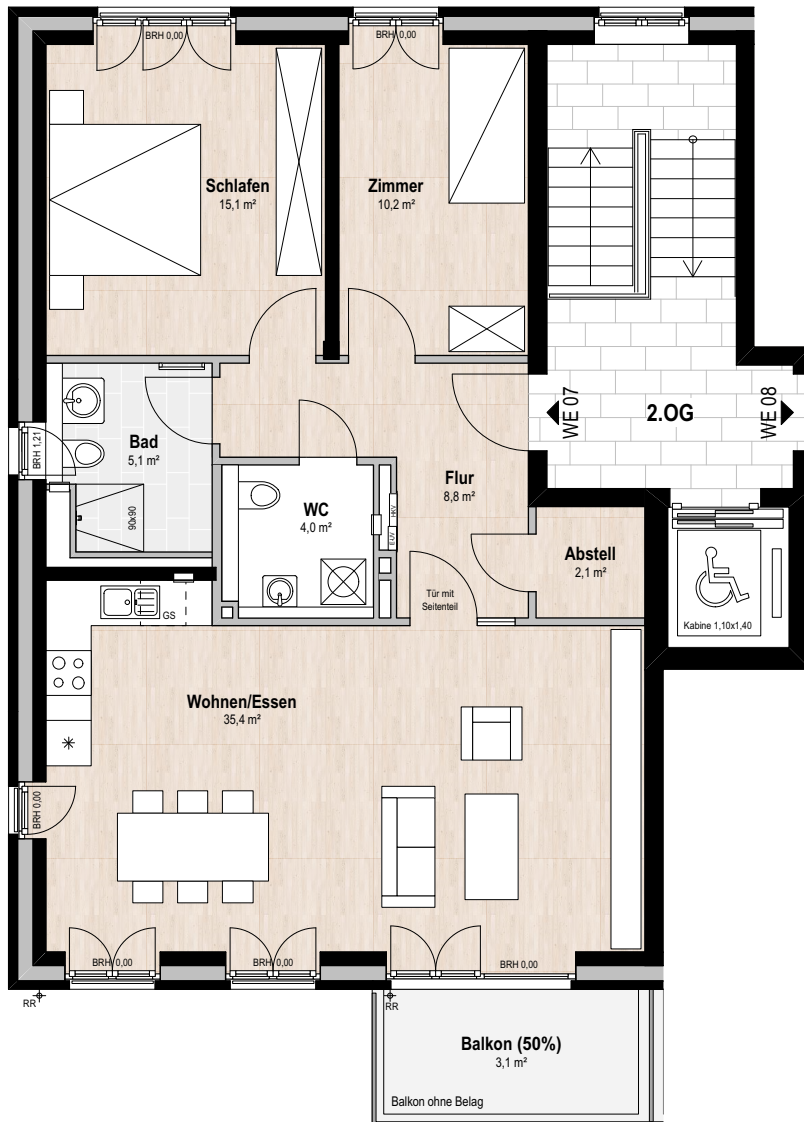 BRH 0,00
BRH 0,00
Schlafen
15,1 m²
Zimmer
10,2 m²
WE 07
2.OG
WE 08
BRH 1,21
Bad
5,1 m²
90x90
Flur
8,8 m²
WC
4,0 m²
HKV
ELJV
Abstell
2,1 m²
Tür mit
Seitenteil
GS
Kabine 1,10x1,40
Wohnen/Essen
35,4 m²
BRH 0,00
BRH 0,00
BRH 0,00
BRH 0,00
RR
RR
Balkon (50%)
3,1 m²
Balkon ohne Belag